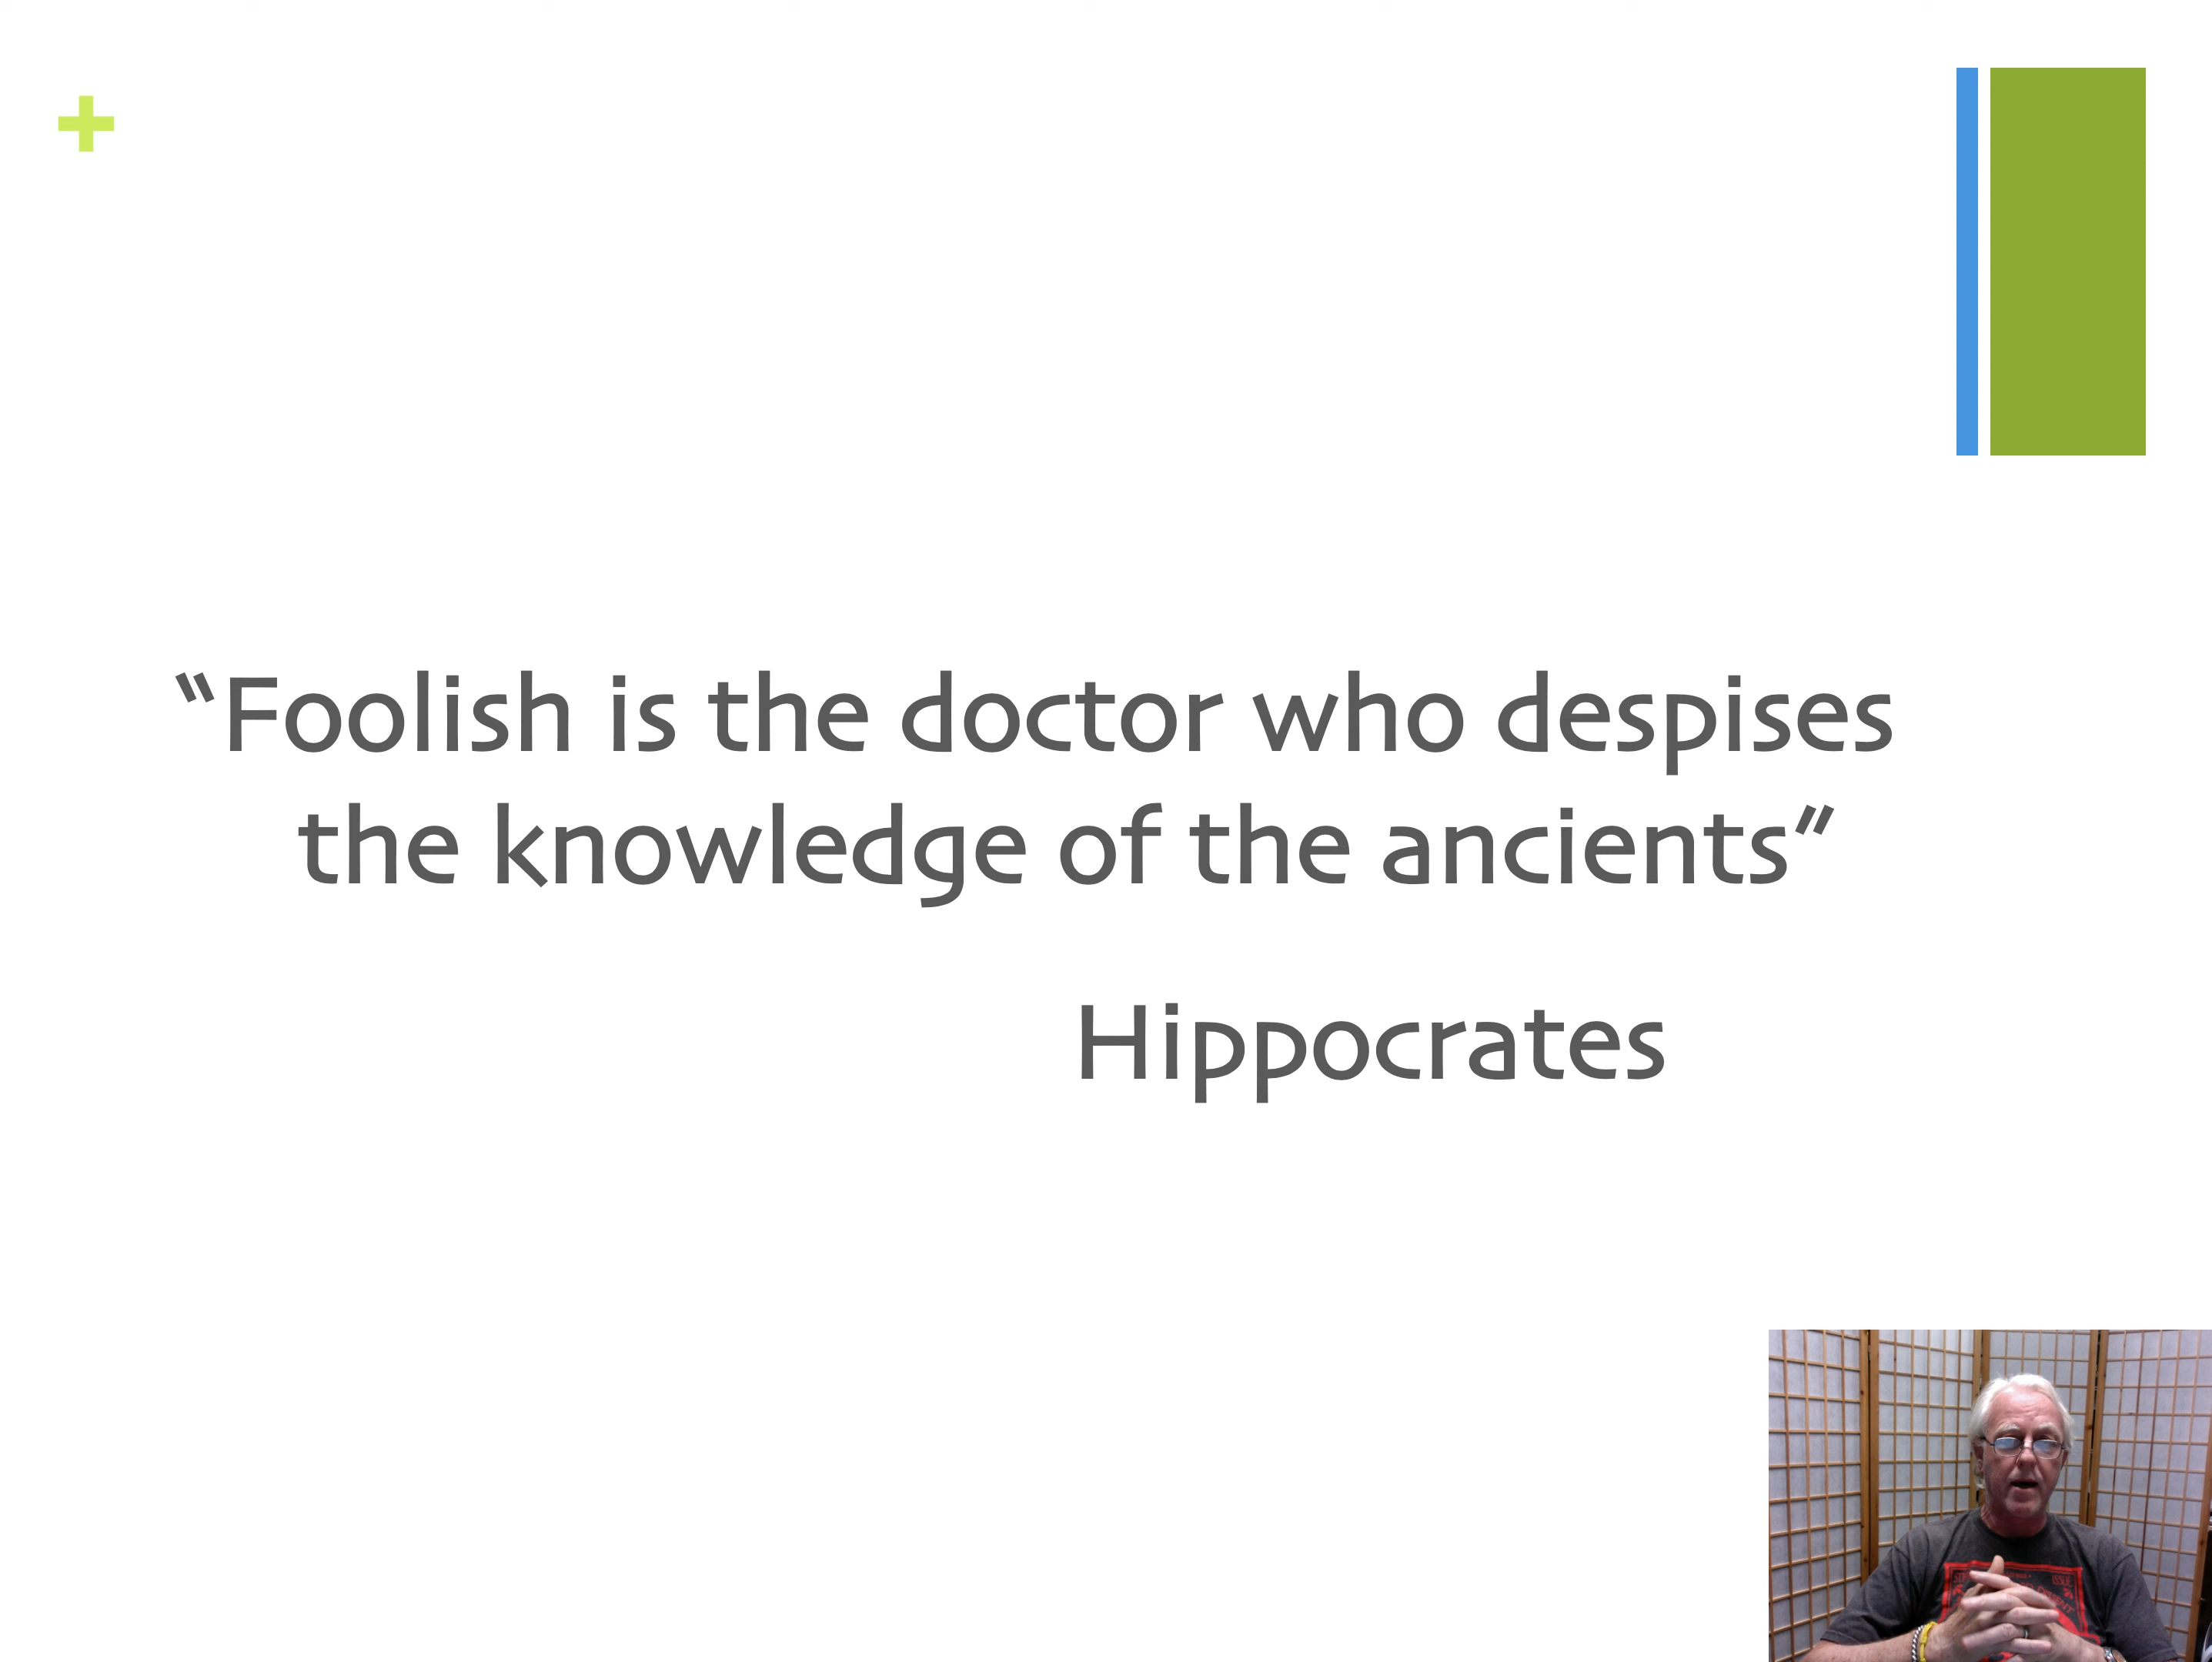 “Foolish is the doctor who despises
the knowledge of the ancients”
Hippocrates